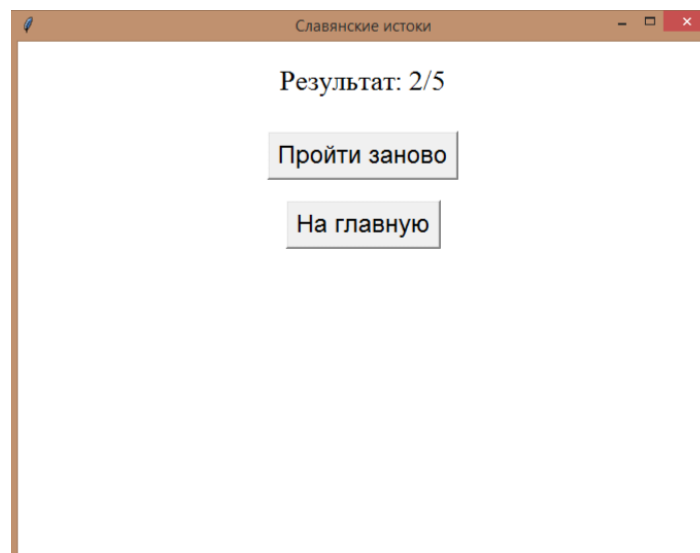 Славянские истоки
Результат: 2/5
Пройти заново
На главную